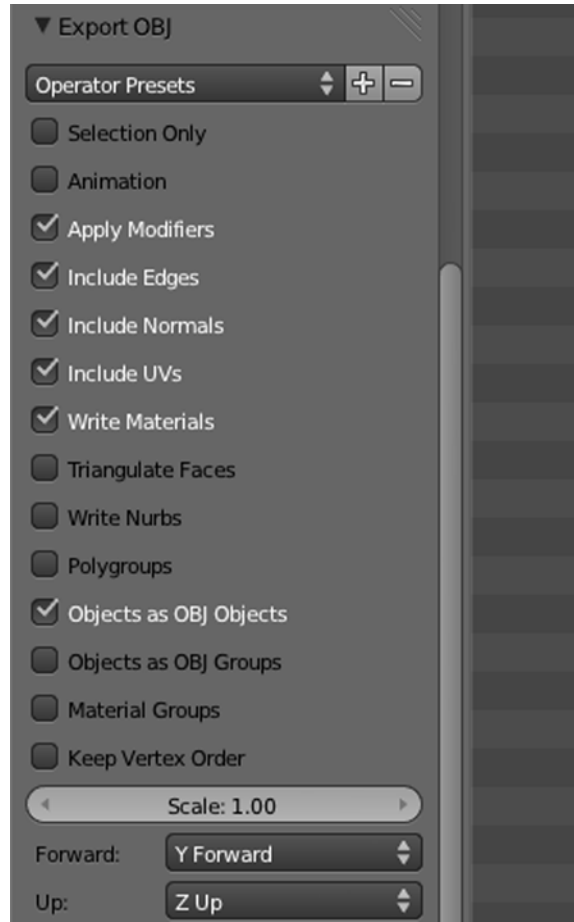 Export OBJ
Operator Presets
Selection Only
Animation
Apply Modifiers
Include Edges
Include Normals
Include UVs
Write Materials
Triangulate Faces
Write Nurbs
Polygroups
Objects as OBJ Objects
Objects as OBJ Groups
Material Groups
Keep Vertex Order
Scale: 1.00
Forward: Y Forward
Up: Z Up